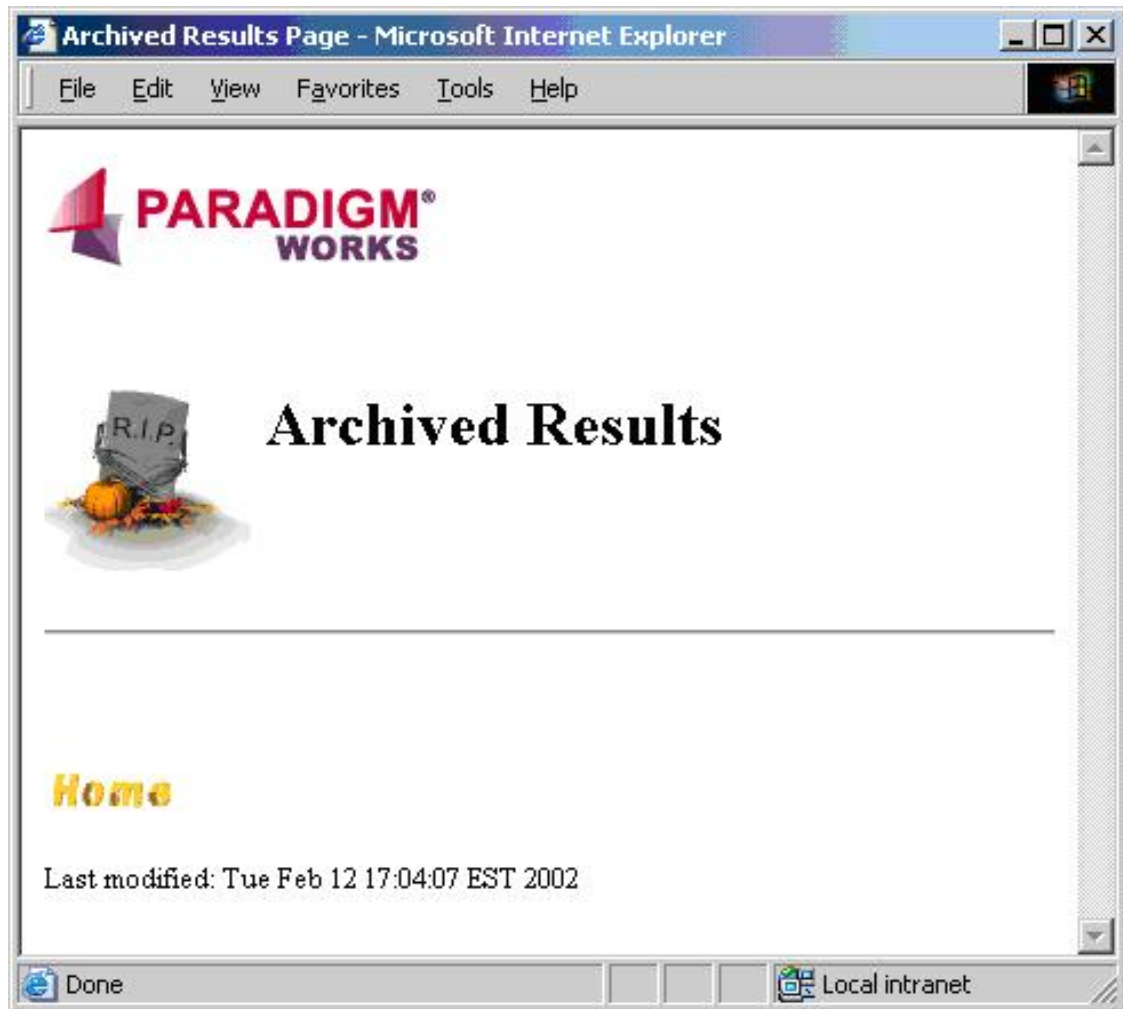 Archived Results Page - Microsoft Internet Explorer
File Edit View Favorites Tools Help
PARADIGM®
WORKS
R.I.P.
Archived Results
Home
Last modified: Tue Feb 12 17:04:07 EST 2002
Done
Local intranet